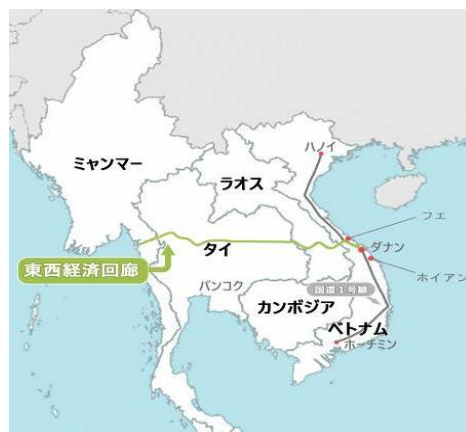 ハノイ
ミャンマー
ラオス
フエ
タイ
ダナン
東西経済回廊
ホイアン
バンコク
国道1号線
カンボジア
ベトナム
ホーチミン